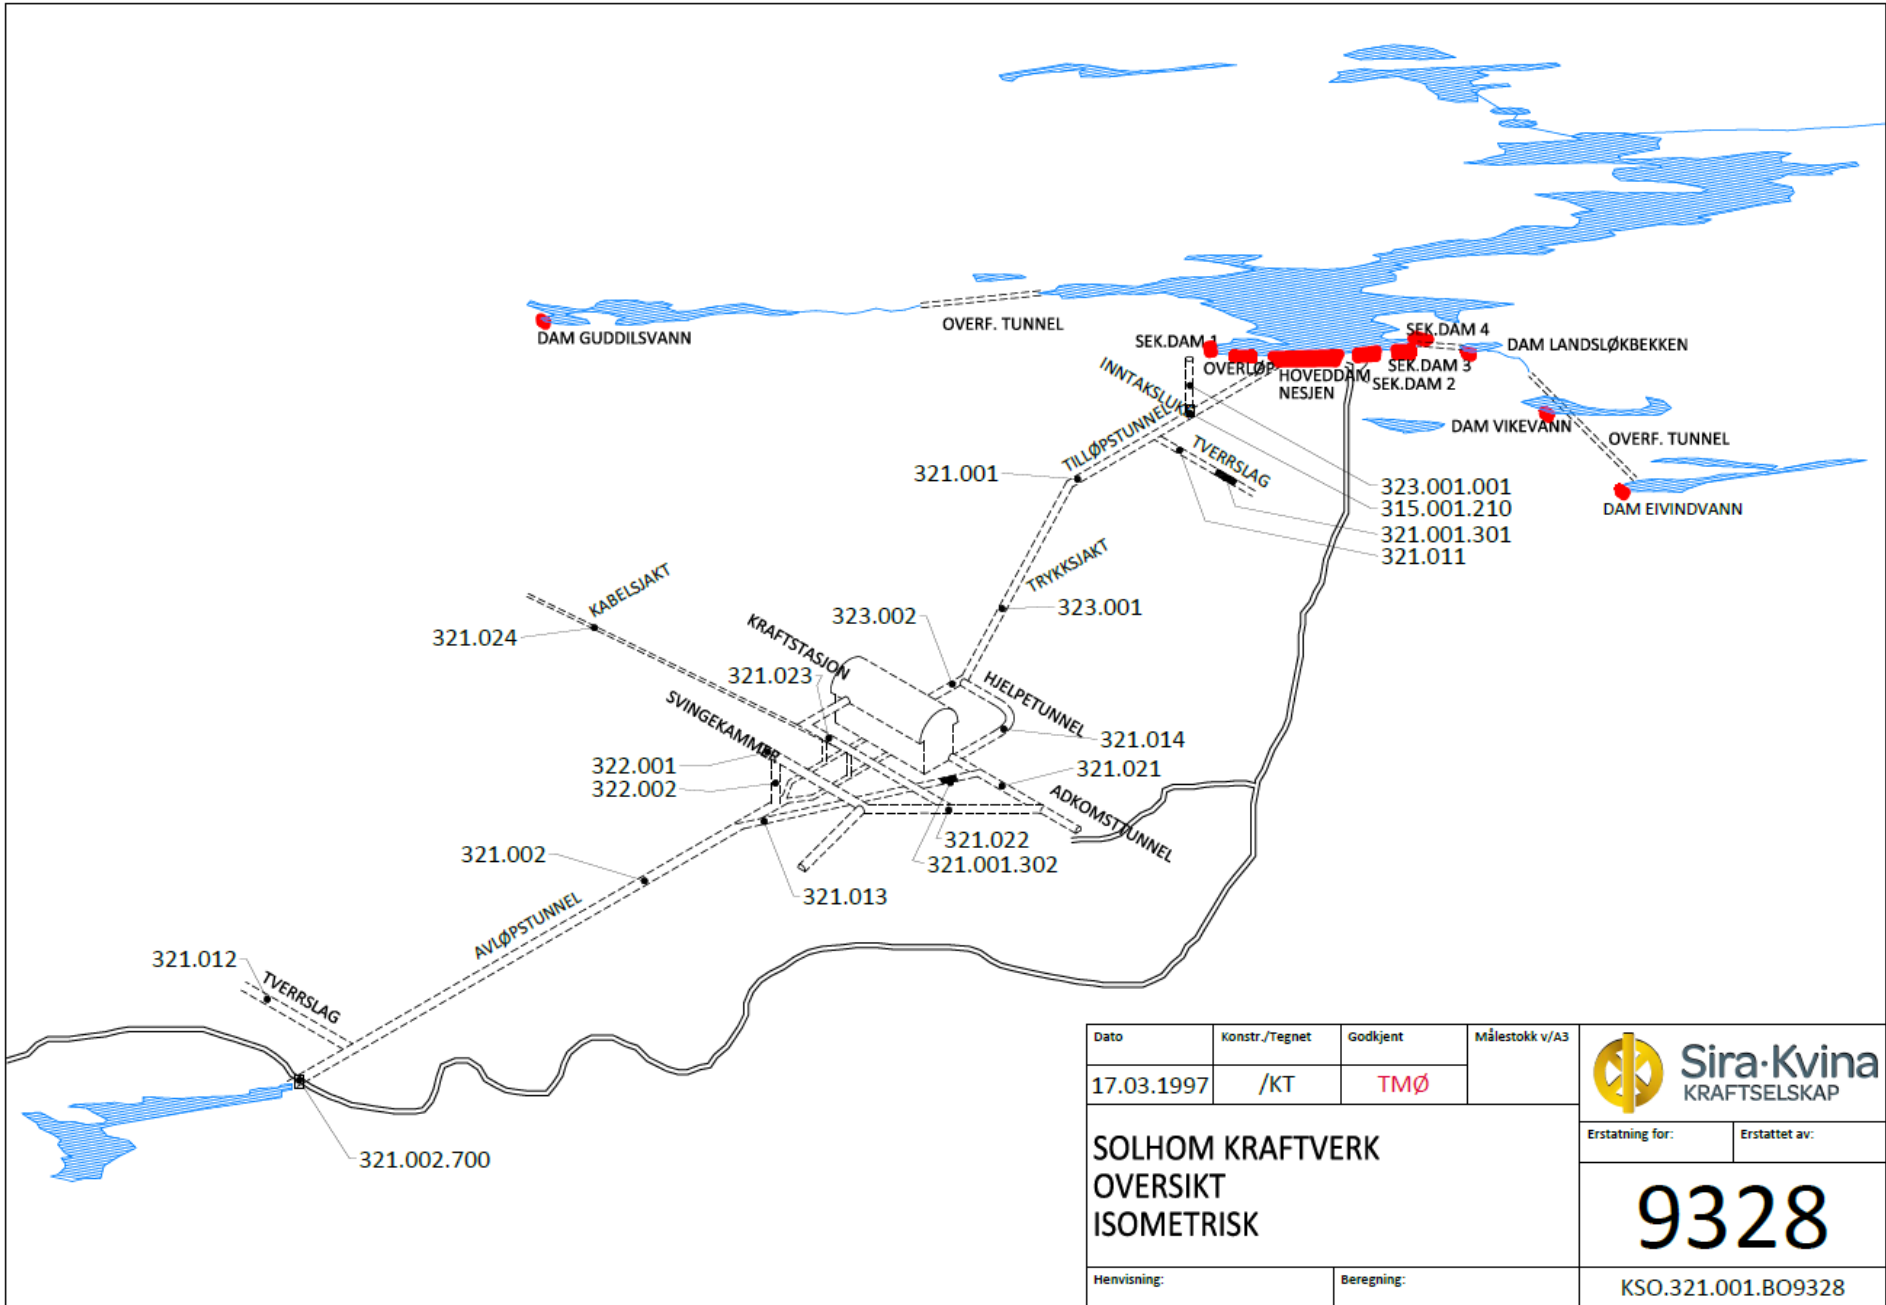 DAM GUDDILSVANN
OVERF. TUNNEL
SEK.DAM 1
OVERLØP
HOVEDDAM
NESJEN
SEK.DAM 4
SEK.DAM 3
SEK.DAM 2
DAM LANDSLØKBEKKEN
DAM VIKEVANN
OVERF. TUNNEL
DAM EIVINDVANN
INNTAKSLUKE
TILLØPSTUNNEL
TVERRSLAG
321.001
323.001.001
315.001.210
321.001.301
321.011
TRYKKSJAKT
323.001
KABELSJAKT
321.024
323.002
KRAFTSTASJON
321.023
HJELPETUNNEL
SVINGEKAMMER
321.014
322.001
322.002
321.021
ADKOMSTTUNNEL
321.022
321.001.302
321.002
321.013
AVLØPSTUNNEL
321.012
TVERRSLAG
321.002.700
Dato
Konstr./Tegnet
Godkjent
Målestokk v/A3
17.03.1997
/KT
TMØ
Sira·Kvina
KRAFTSELSKAP
Erstatning for:
Erstattet av:
SOLHOM KRAFTVERK
OVERSIKT
ISOMETRISK
9328
Henvisning:
Beregning:
KSO.321.001.BO9328